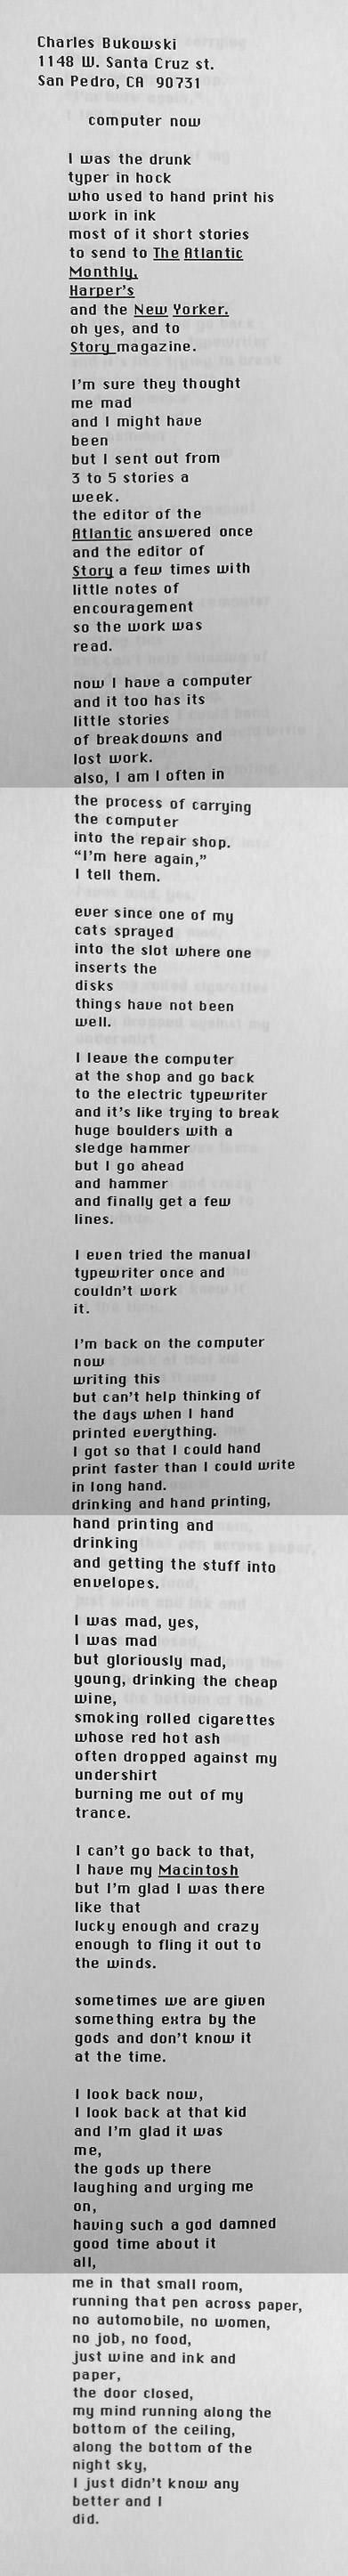 Charles Bukowski
1148 W. Santa Cruz st.
San Pedro, CA 90731
computer now
I was the drunk
typer in hock
who used to hand print his
work in ink
most of it short stories
to send to The Atlantic
Monthly,
Harper's
and the New Yorker.
oh yes, and to
Story magazine.
I'm sure they thought
me mad
and I might have
been
but I sent out from
3 to 5 stories a
week.
the editor of the
Atlantic answered once
and the editor of
Story a few times with
little notes of
encouragement
so the work was
read.
now I have a computer
and it too has its
little stories
of breakdowns and
lost work.
also, I am I often in
the process of carrying
the computer
into the repair shop.
“I'm here again,”
I tell them.
ever since one of my
cats sprayed
into the slot where one
inserts the
disks
things have not been
well.
I leave the computer
at the shop and go back
to the electric typewriter
and it's like trying to break
huge boulders with a
sledge hammer
but I go ahead
and hammer
and finally get a few
lines.
I even tried the manual
typewriter once and
couldn't work
it.
I'm back on the computer
now
writing this
but can't help thinking of
the days when I hand
printed everything.
I got so that I could hand
print faster than I could write
in long hand.
drinking and hand printing,
hand printing and
drinking
and getting the stuff into
envelopes.
I was mad, yes,
I was mad
but gloriously mad,
young, drinking the cheap
wine,
smoking rolled cigarettes
whose red hot ash
often dropped against my
undershirt
burning me out of my
trance.
I can't go back to that,
I have my Macintosh
but I'm glad I was there
like that
lucky enough and crazy
enough to fling it out to
the winds.
sometimes we are given
something extra by the
gods and don't know it
at the time.
I look back now,
I look back at that kid
and I'm glad it was
me,
the gods up there
laughing and urging me
on,
having such a god damned
good time about it
all,
me in that small room,
running that pen across paper,
no automobile, no women,
no job, no food,
just wine and ink and
paper,
the door closed,
my mind running along the
bottom of the ceiling,
along the bottom of the
night sky,
I just didn't know any
better and I
did.